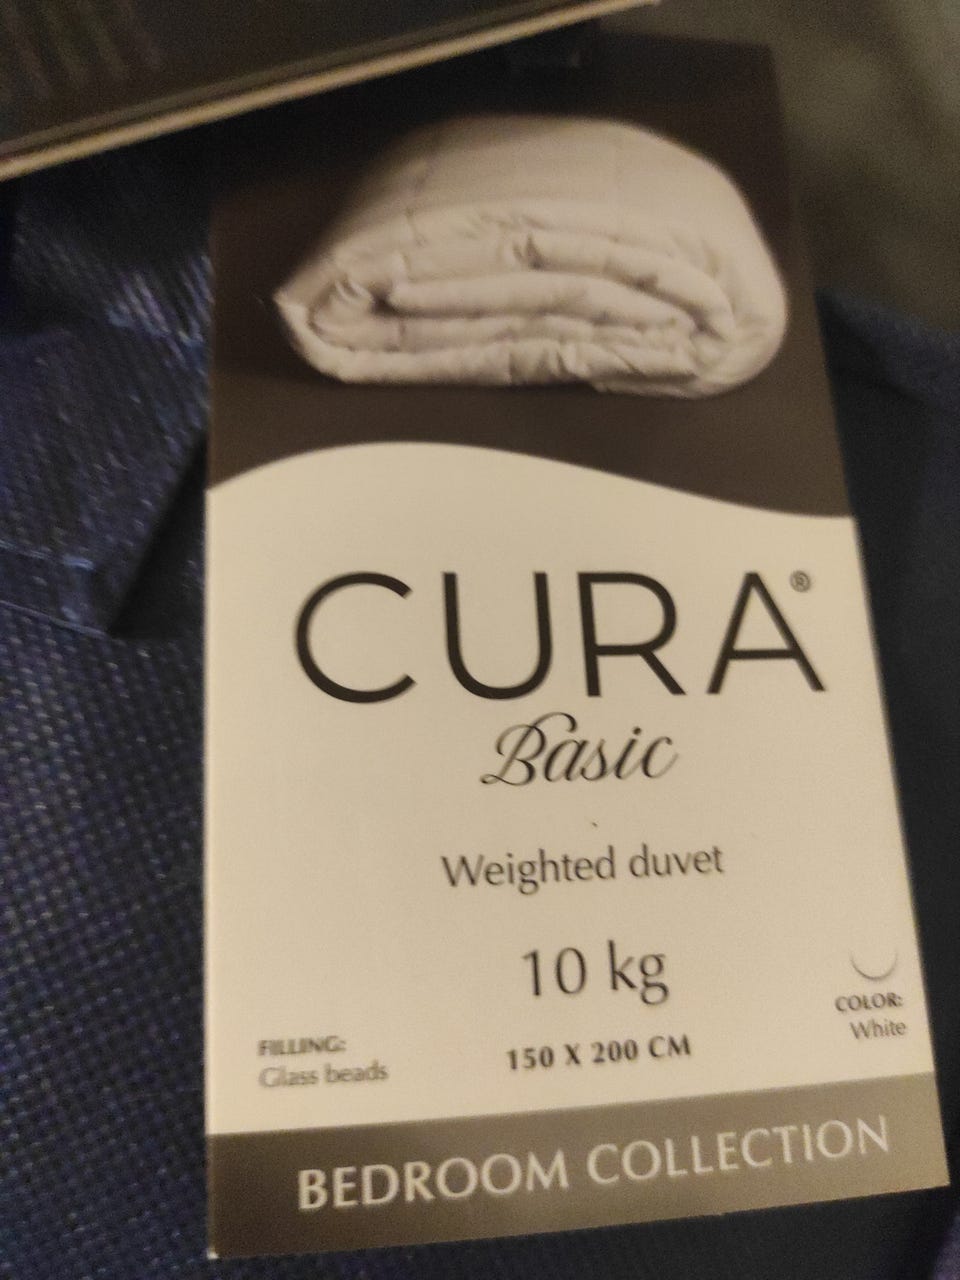 CURA®
Basic
Weighted duvet
10 kg
150 X 200 CM
FILLING:
Glass beads
COLOR:
White
BEDROOM COLLECTION